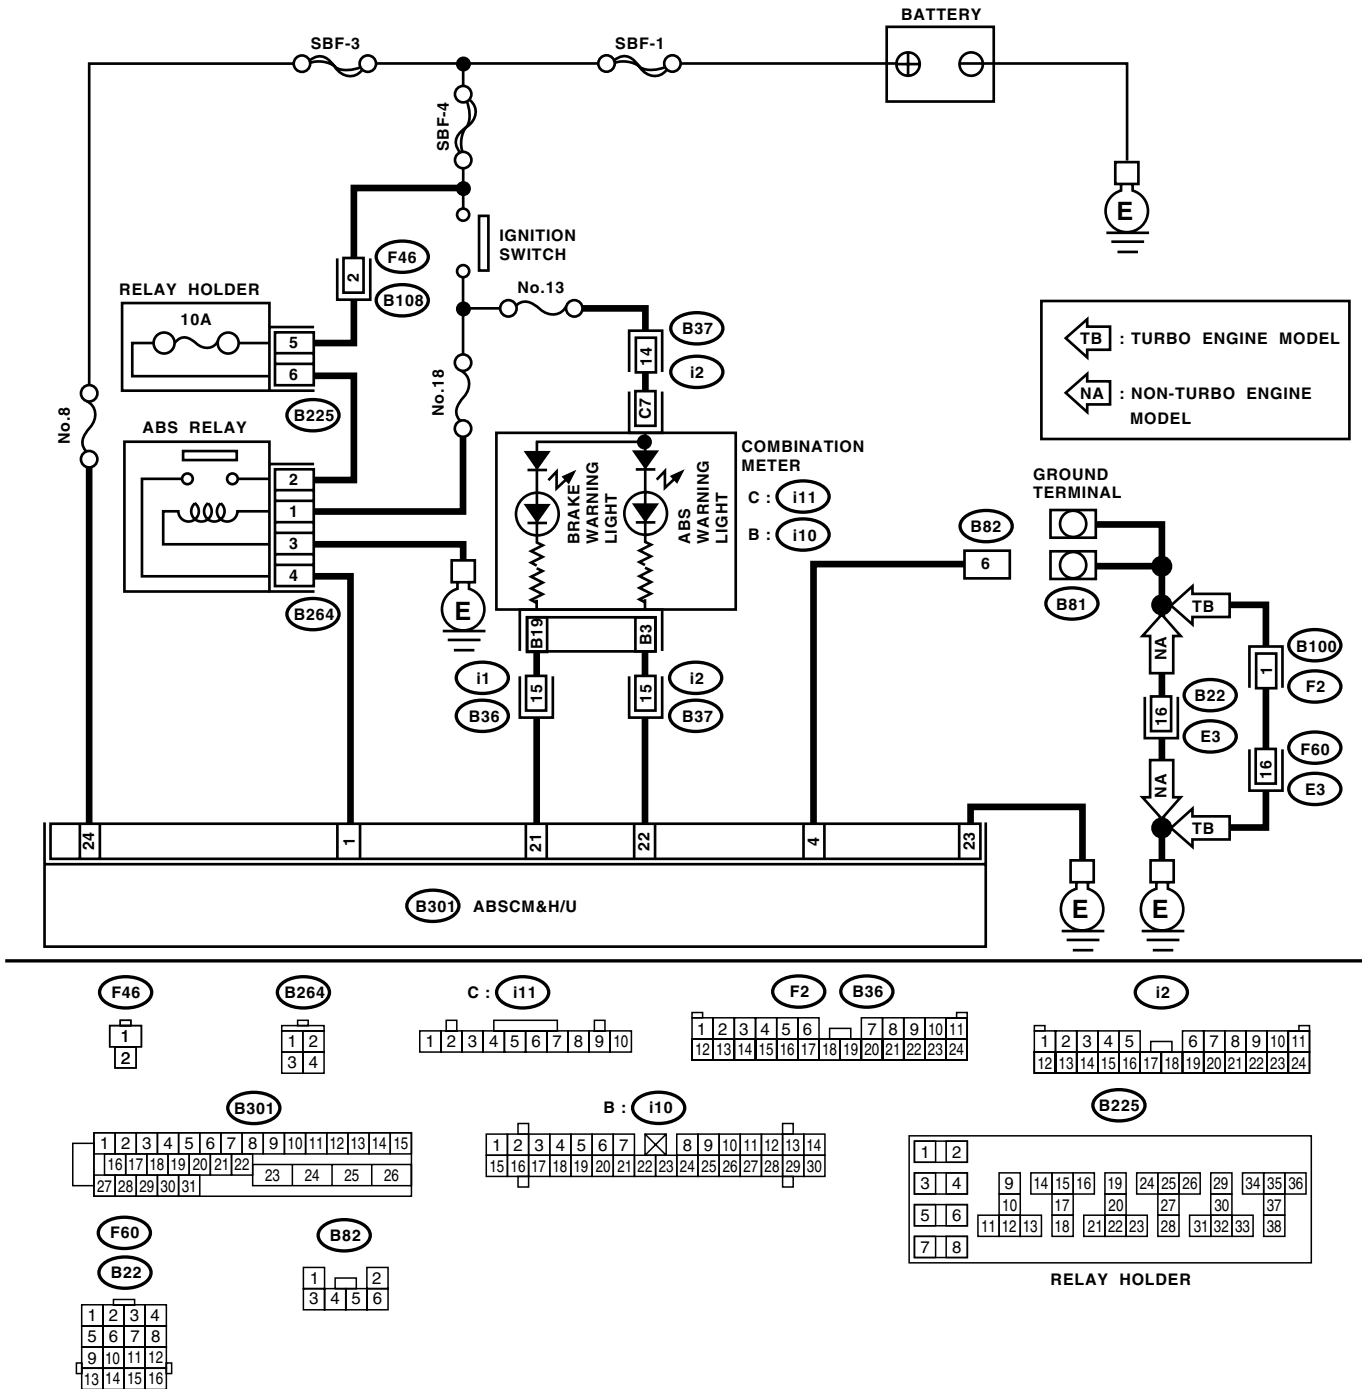 BATTERY
SBF-3
SBF-1
SBF-4
E
IGNITION
SWITCH
F46
2
B108
RELAY HOLDER
10A
5
6
B225
No.13
B37
14
i2
C7
TB : TURBO ENGINE MODEL
NA : NON-TURBO ENGINE
MODEL
No.8
No.18
ABS RELAY
2
1
3
4
B264
E
BRAKE
WARNING
LIGHT
ABS
WARNING
LIGHT
COMBINATION
METER
C : i11
B : i10
B19
B3
i1
15
B36
15
i2
B37
B82
6
GROUND
TERMINAL
B81
TB
NA
B100
1
F2
B22
16
E3
F60
16
E3
NA
TB
24
1
21
22
4
23
E
E
B301 ABSCM&H/U
F46
1
2
B264
1 2
3 4
C : i11
1 2 3 4 5 6 7 8 9 10
F2 B36
1 2 3 4 5 6 7 8 9 10 11
12 13 14 15 16 17 18 19 20 21 22 23 24
i2
1 2 3 4 5 6 7 8 9 10 11
12 13 14 15 16 17 18 19 20 21 22 23 24
B301
1 2 3 4 5 6 7 8 9 10 11 12 13 14 15
16 17 18 19 20 21 22 23 24 25 26
27 28 29 30 31
B : i10
1 2 3 4 5 6 7 8 9 10 11 12 13 14
15 16 17 18 19 20 21 22 23 24 25 26 27 28 29 30
B225
1 2
3 4
5 6
7 8
9 14 15 16 19 24 25 26 29 34 35 36
10 17 20 27 30 37
11 12 13 18 21 22 23 28 31 32 33 38
RELAY HOLDER
F60
B22
1 2 3 4
5 6 7 8
9 10 11 12
13 14 15 16
B82
1 2
3 4 5 6